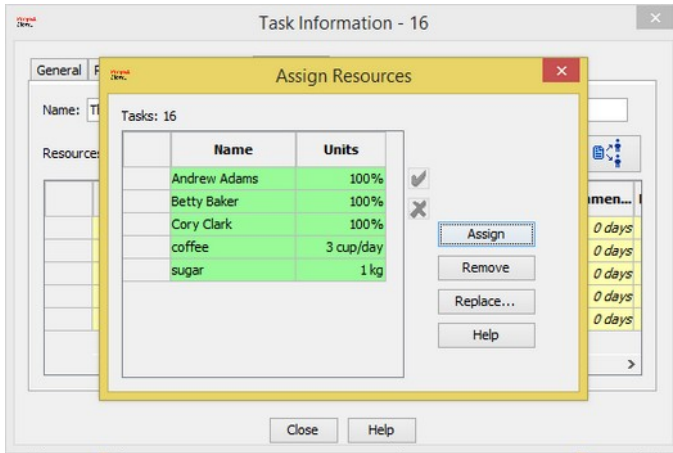 Task Information - 16
General
Assign Resources
Name:
Tasks: 16
Resources
Name Units
Andrew Adams 100%
Betty Baker 100%
Cory Clark 100%
coffee 3 cup/day
sugar 1 kg
Assign
Remove
Replace...
Help
men...
0 days
0 days
0 days
0 days
0 days
Close Help